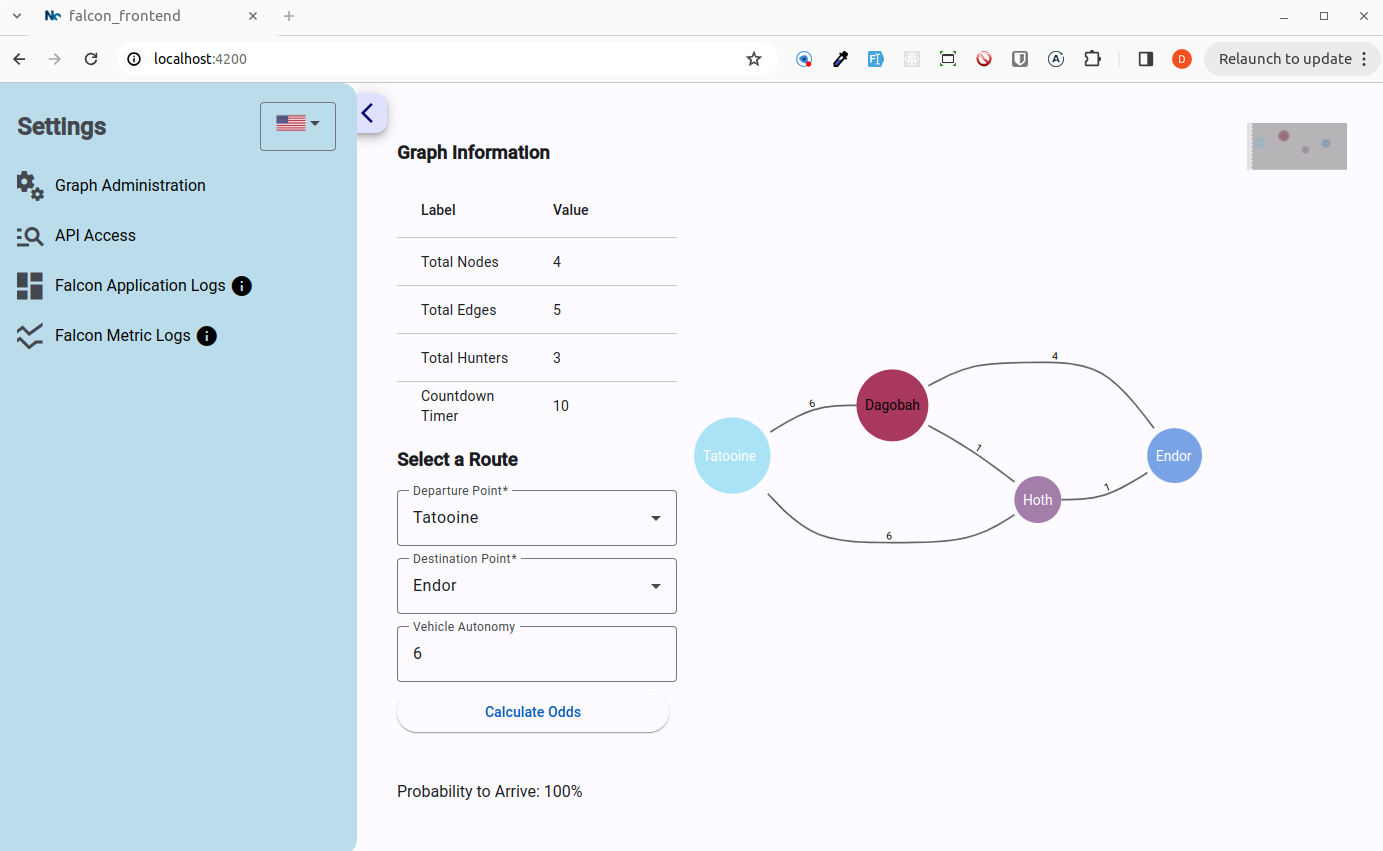 falcon_frontend
localhost:4200
D
Relaunch to update
Settings
Graph Administration
API Access
Falcon Application Logs
Falcon Metric Logs
Graph Information
Label Value
Total Nodes 4
Total Edges 5
Total Hunters 3
Countdown
Timer 10
Select a Route
Departure Point*
Tatooine
Destination Point*
Endor
Vehicle Autonomy
6
Calculate Odds
Probability to Arrive: 100%
4
6
Dagobah
1
Tatooine
Endor
Hoth
1
6